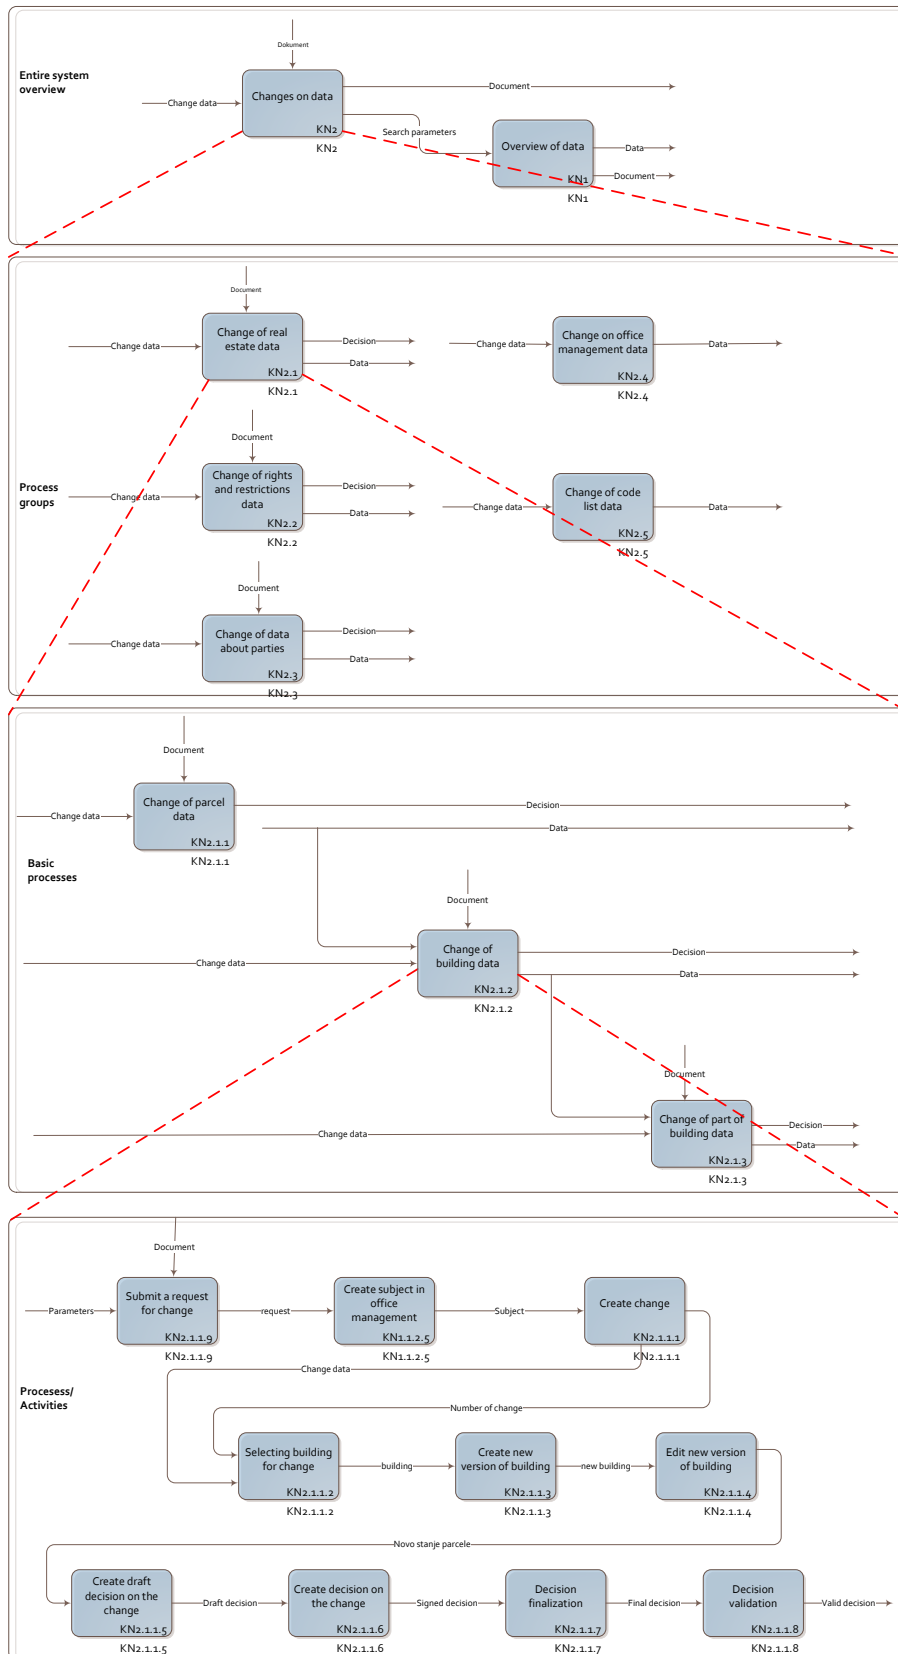 Dokument
Entire system
overview
Document
Changes on data
Change data
KN2
KN2
Search parameters
Overview of data
Data
Document
KN1
KN1
Document
Change of real
estate data
Change data
Decision
Data
KN2.1
KN2.1
Change on office
management data
Change data
Data
KN2.4
KN2.4
Document
Process
groups
Change of rights
and restrictions
data
Change data
Decision
Data
KN2.2
KN2.2
Change of code
list data
Change data
Data
KN2.5
KN2.5
Document
Change of data
about parties
Change data
Decision
Data
KN2.3
KN2.3
Document
Change of parcel
data
Change data
Decision
Data
KN2.1.1
KN2.1.1
Basic
processes
Document
Change of
building data
Change data
Decision
Data
KN2.1.2
KN2.1.2
Document
Change of part of
building data
Change data
Decision
Data
KN2.1.3
KN2.1.3
Document
Parameters
Submit a request
for change
KN2.1.1.9
KN2.1.1.9
request
Create subject in
office
management
KN1.1.2.5
KN1.1.2.5
Subject
Create change
KN2.1.1.1
KN2.1.1.1
Change data
Procesess/
Activities
Number of change
Selecting building
for change
KN2.1.1.2
KN2.1.1.2
building
Create new
version of building
KN2.1.1.3
KN2.1.1.3
new building
Edit new version
of building
KN2.1.1.4
KN2.1.1.4
Novo stanje parcele
Create draft
decision on the
change
KN2.1.1.5
KN2.1.1.5
Draft decision
Create decision on
the change
KN2.1.1.6
KN2.1.1.6
Signed decision
Decision
finalization
KN2.1.1.7
KN2.1.1.7
Final decision
Decision
validation
KN2.1.1.8
KN2.1.1.8
Valid decision